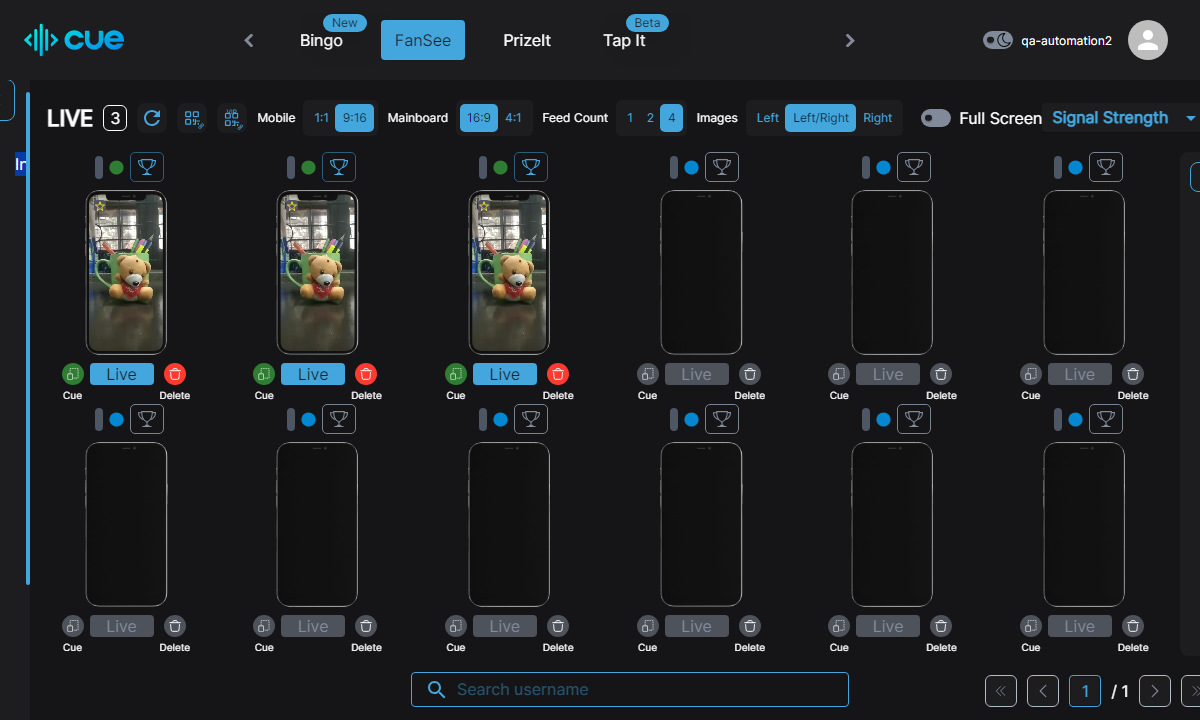 cue
Bingo
New
FanSee
PrizeIt
Tap It
Beta
qa-automation2
LIVE 3
Mobile 1:1 9:16
Mainboard 16:9 4:1
Feed Count 1 2 4
Images Left Left/Right Right
Full Screen
Signal Strength
Live Live Live Live Live Live
Cue Delete Cue Delete Cue Delete Cue Delete Cue Delete Cue Delete
Live Live Live Live Live Live
Cue Delete Cue Delete Cue Delete Cue Delete Cue Delete Cue Delete
Search username
1 / 1